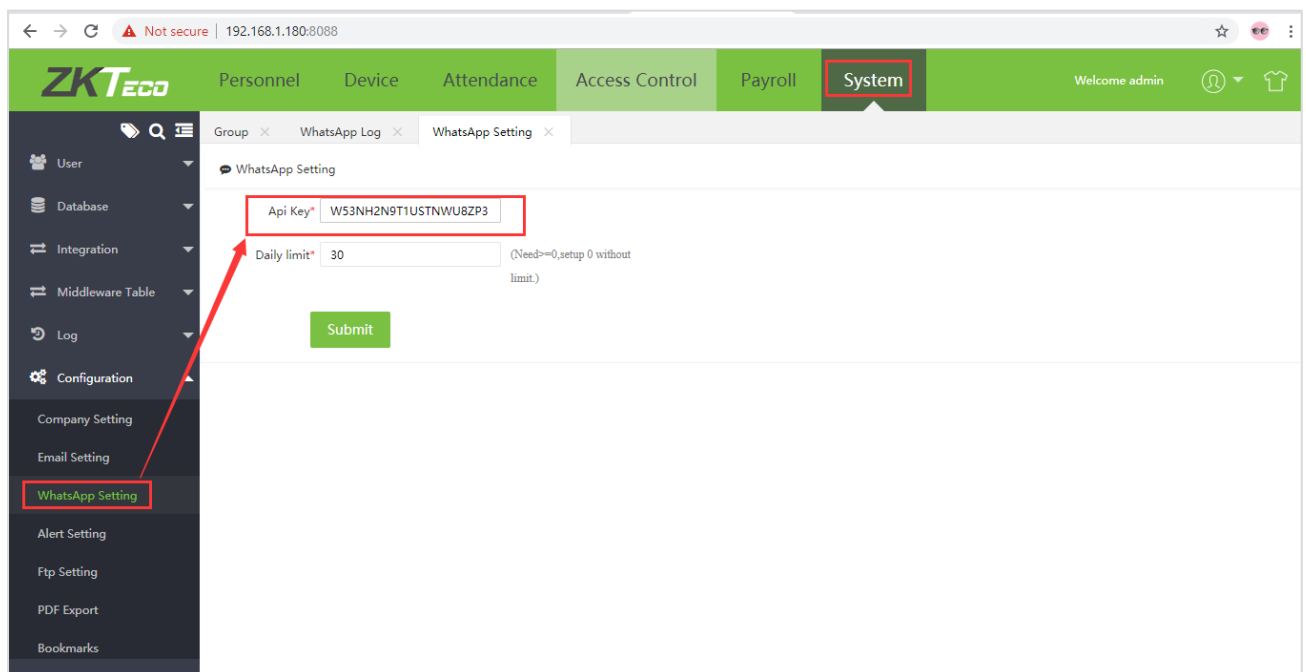 Not secure | 192.168.1.180:8088
ZKTECO
Personnel Device Attendance Access Control Payroll System Welcome admin
Group WhatsApp Log WhatsApp Setting
User
Database
Integration
Middleware Table
Log
Configuration
Company Setting
Email Setting
WhatsApp Setting
Alert Setting
Ftp Setting
PDF Export
Bookmarks
WhatsApp Setting
Api Key* W53NH2N9T1USTNWU8ZP3
Daily limit* 30 (Need>=0,setup 0 without
limit.)
Submit